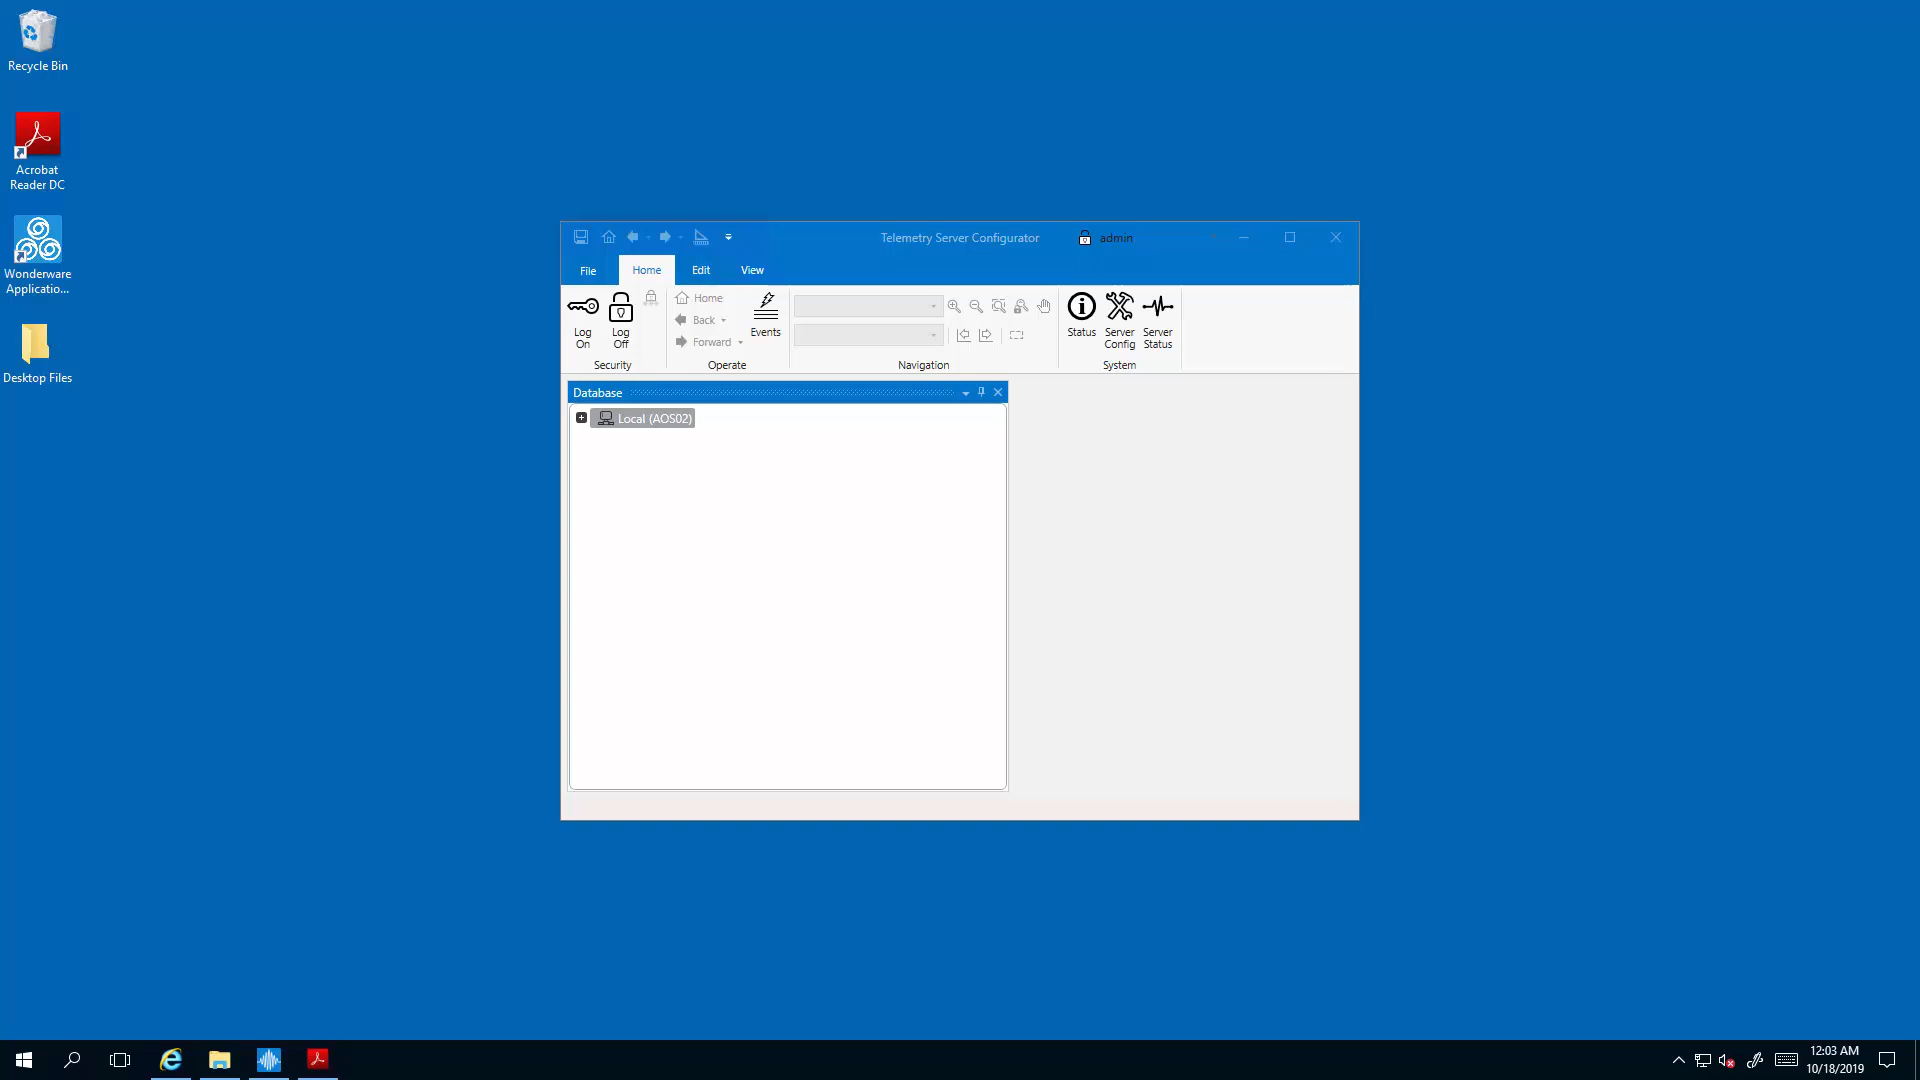 Recycle Bin
Acrobat
Reader DC
Wonderware
Applicatio...
Desktop Files
Telemetry Server Configurator
admin
File
Home
Edit
View
Log
On
Log
Off
Security
Home
Back
Forward
Events
Operate
Navigation
Status
Server
Config
Server
Status
System
Database
Local (AOS02)
12:03 AM
10/18/2019